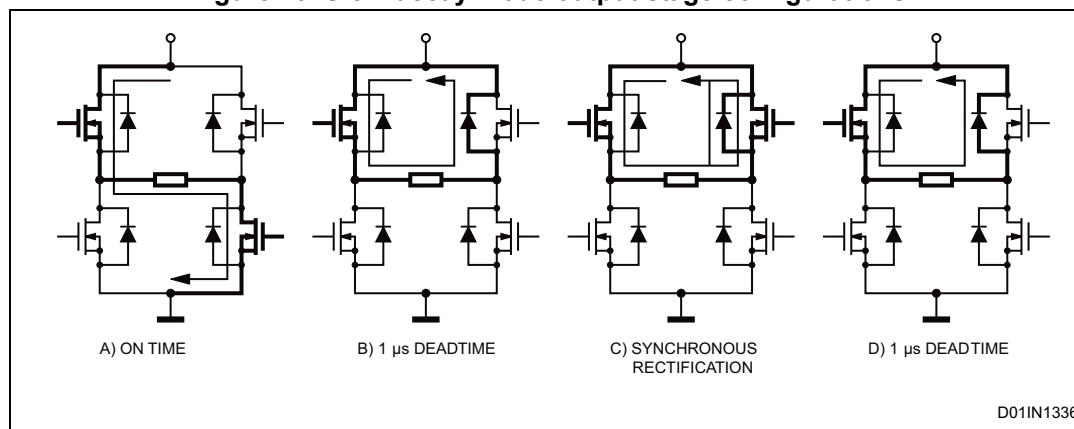 A) ON TIME
B) 1 µs DEADTIME
C) SYNCHRONOUS
RECTIFICATION
D) 1 µs DEADTIME
D01IN1336